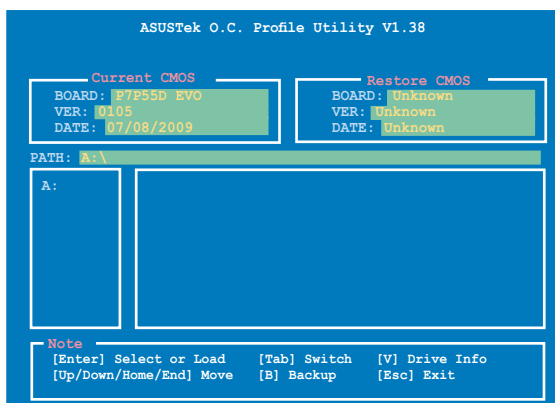 ASUSTek O.C. Profile Utility V1.38
Current CMOS
BOARD: P7P55D EVO
VER: 0105
DATE: 07/08/2009
Restore CMOS
BOARD: Unknown
VER: Unknown
DATE: Unknown
PATH: A:\
A:
Note
[Enter] Select or Load [Tab] Switch [V] Drive Info
[Up/Down/Home/End] Move [B] Backup [Esc] Exit